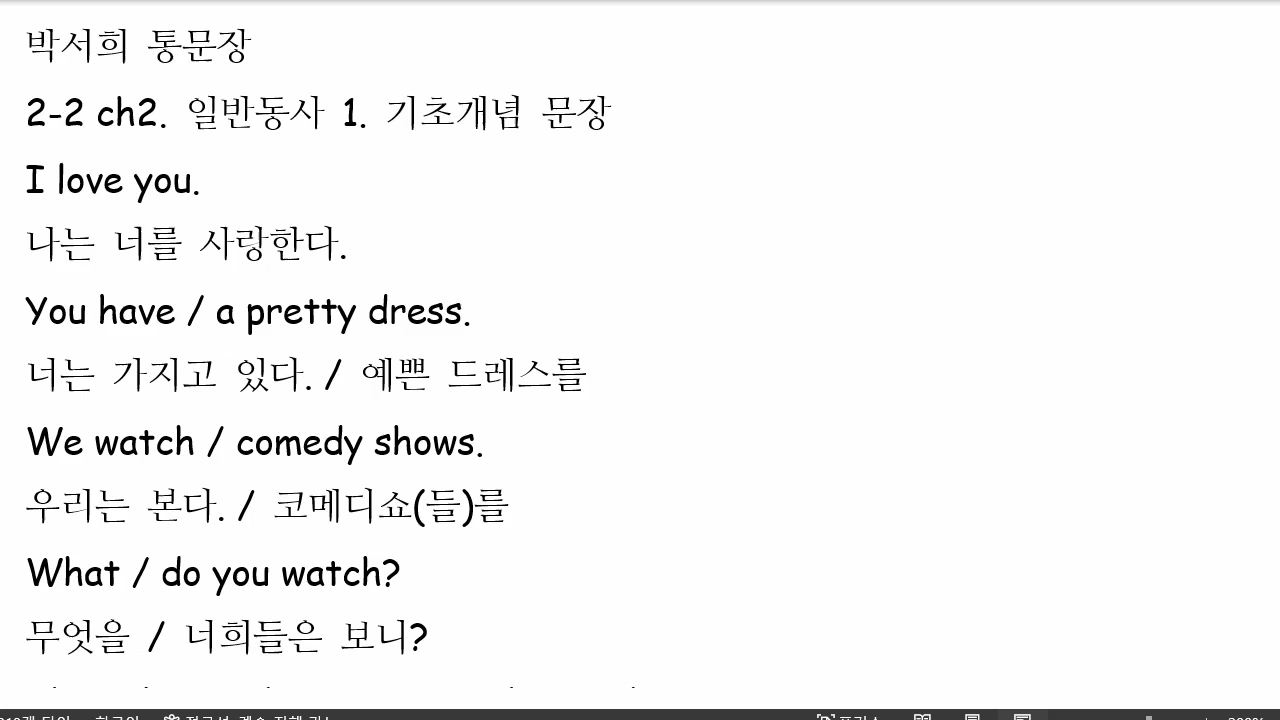 박서희 통문장
2-2 ch2. 일반동사 1. 기초개념 문장
I love you.
나는 너를 사랑한다.
You have / a pretty dress.
너는 가지고 있다. / 예쁜 드레스를
We watch / comedy shows.
우리는 본다. / 코메디쇼(들)를
What / do you watch?
무엇을 / 너희들은 보니?